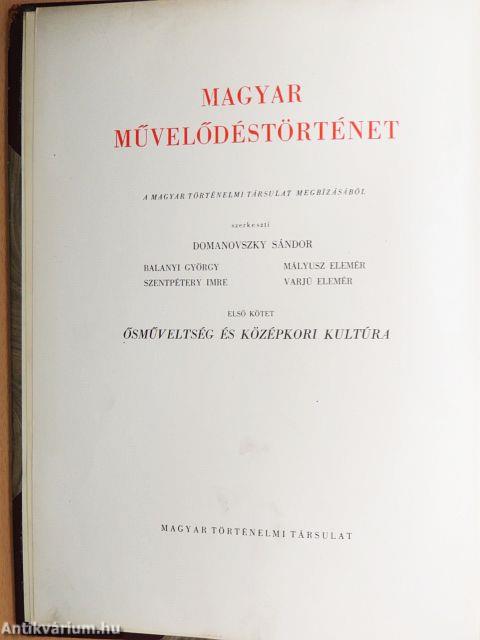 MAGYAR
MŰVELŐDÉSTÖRTÉNET
A MAGYAR TÖRTÉNELMI TÁRSULAT MEGBÍZÁSÁBÓL
szerkeszti
DOMANOVSZKY SÁNDOR
BALANYI GYÖRGY MÁLYUSZ ELEMÉR
SZENTPÉTERY IMRE VARJÚ ELEMÉR
ELSŐ KÖTET
ŐSMŰVELTSÉG ÉS KÖZÉPKORI KULTÚRA
MAGYAR TÖRTÉNELMI TÁRSULAT
Antikvárium.hu